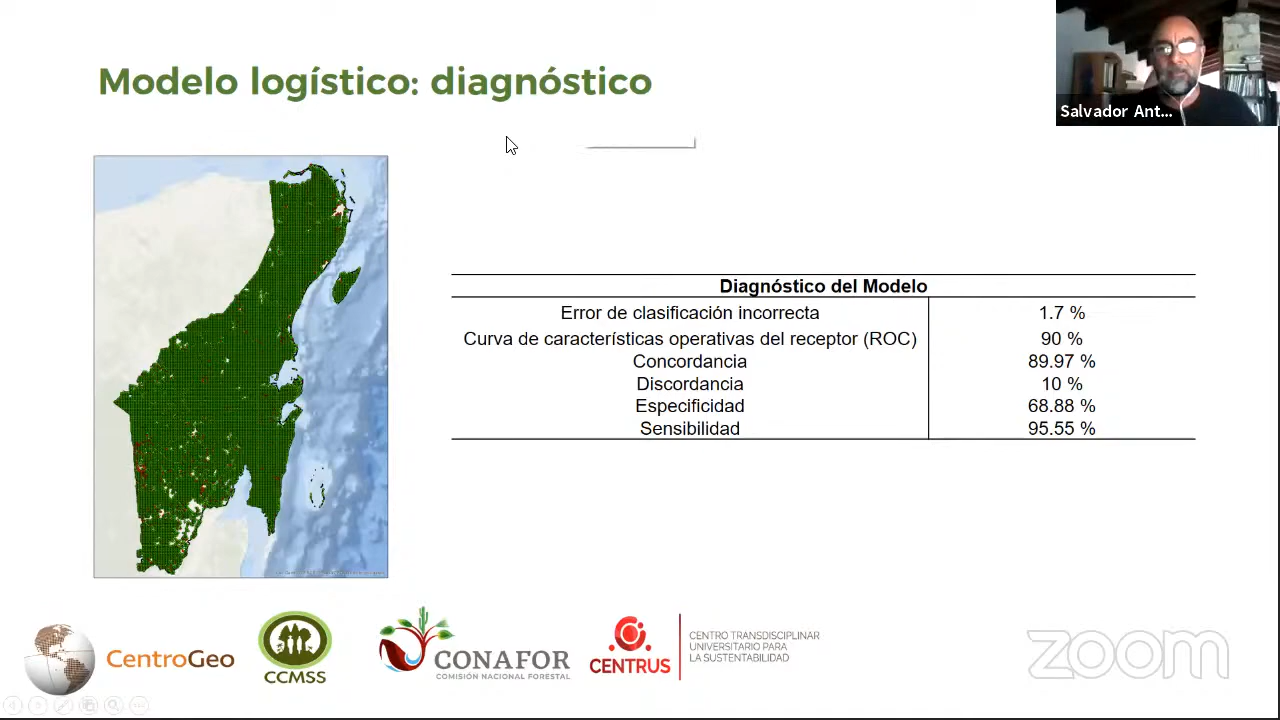 Modelo logístico: diagnóstico
Salvador Ant...
Diagnóstico del Modelo
Error de clasificación incorrecta 1.7 %
Curva de características operativas del receptor (ROC) 90 %
Concordancia 89.97 %
Discordancia 10 %
Especificidad 68.88 %
Sensibilidad 95.55 %
CentroGeo
CCMSS
CONAFOR
COMISIÓN NACIONAL FORESTAL
CENTRUS
CENTRO TRANSDISCIPLINAR
UNIVERSITARIO PARA
LA SUSTENTABILIDAD
zoom